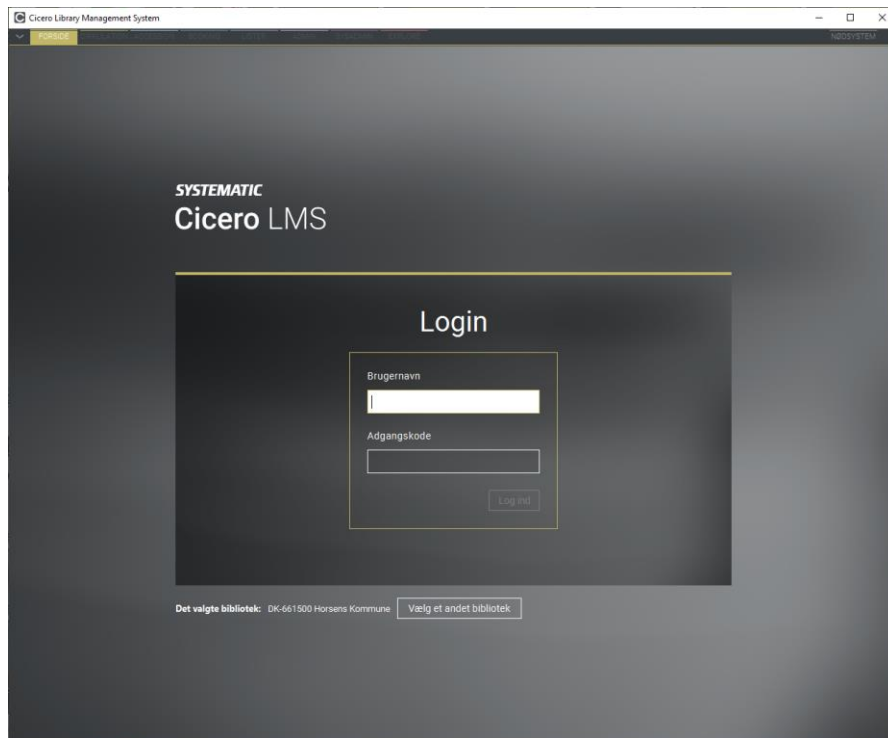 Cicero Library Management System
FORSIDE
NØDSYSTEM
SYSTEMATIC
Cicero LMS
Login
Brugernavn
Adgangskode
Log ind
Det valgte bibliotek: DK-661500 Horsens Kommune Vælg et andet bibliotek